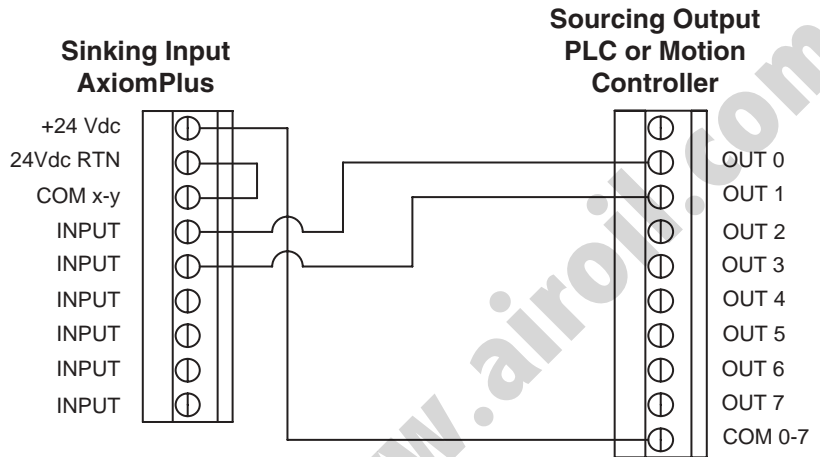 Sinking Input
AxiomPlus
+24 Vdc
24Vdc RTN
COM x-y
INPUT
INPUT
INPUT
INPUT
INPUT
INPUT
Sourcing Output
PLC or Motion
Controller
OUT 0
OUT 1
OUT 2
OUT 3
OUT 4
OUT 5
OUT 6
OUT 7
COM 0-7
w.airoil.com